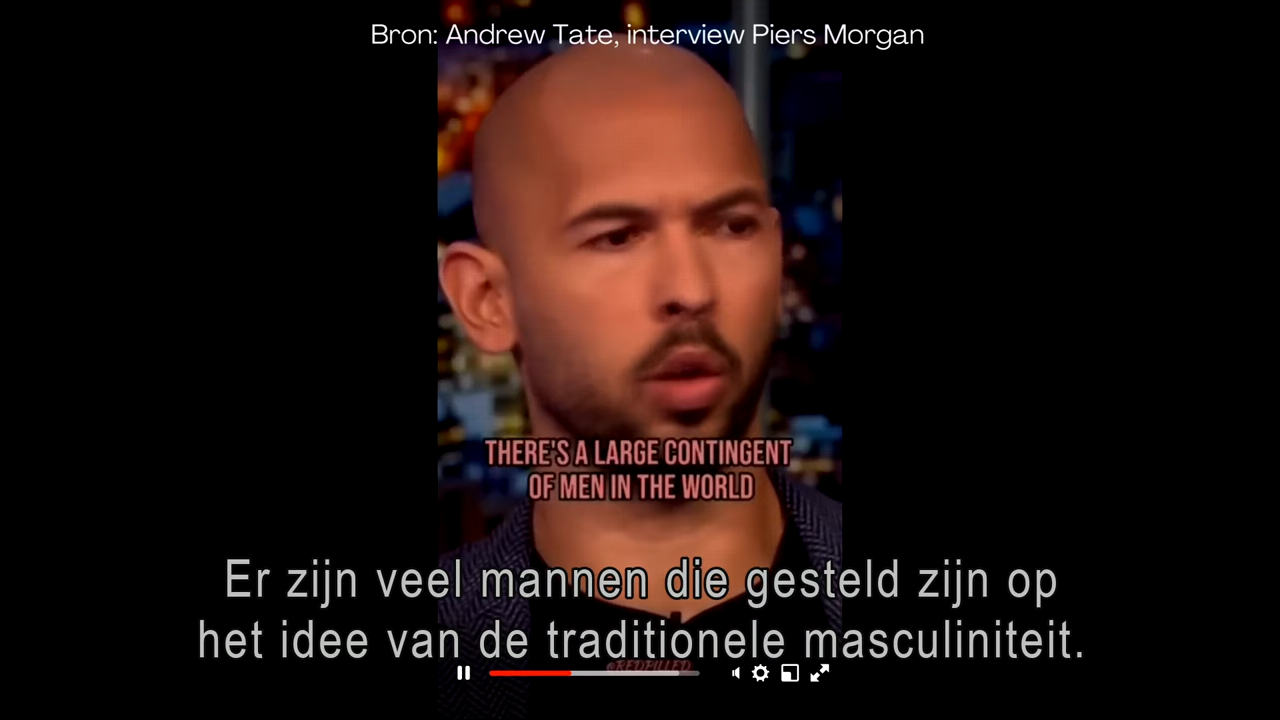 Bron: Andrew Tate, interview Piers Morgan
THERE'S A LARGE CONTINGENT
OF MEN IN THE WORLD
Er zijn veel mannen die gesteld zijn op
het idee van de traditionele masculiniteit.
@REDPILLED